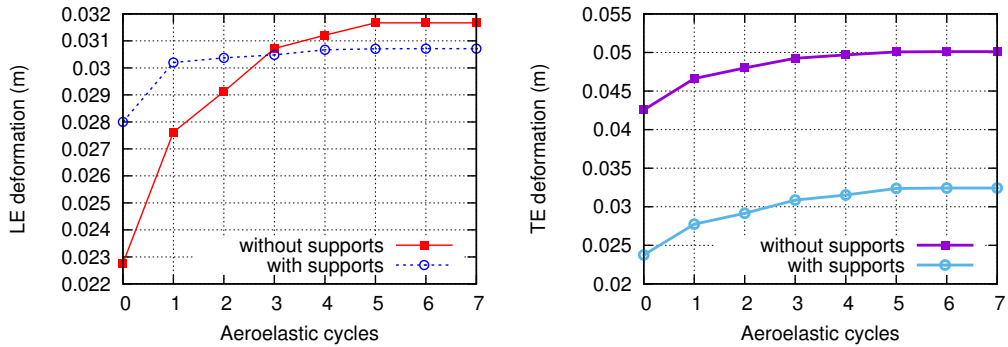 0.032
0.031
0.03
0.029
0.028
0.027
0.026
0.025
0.024
0.023
0.022
0 1 2 3 4 5 6 7
LE deformation (m)
Aeroelastic cycles
without supports
with supports
0.055
0.05
0.045
0.04
0.035
0.03
0.025
0.02
0 1 2 3 4 5 6 7
TE deformation (m)
Aeroelastic cycles
without supports
with supports